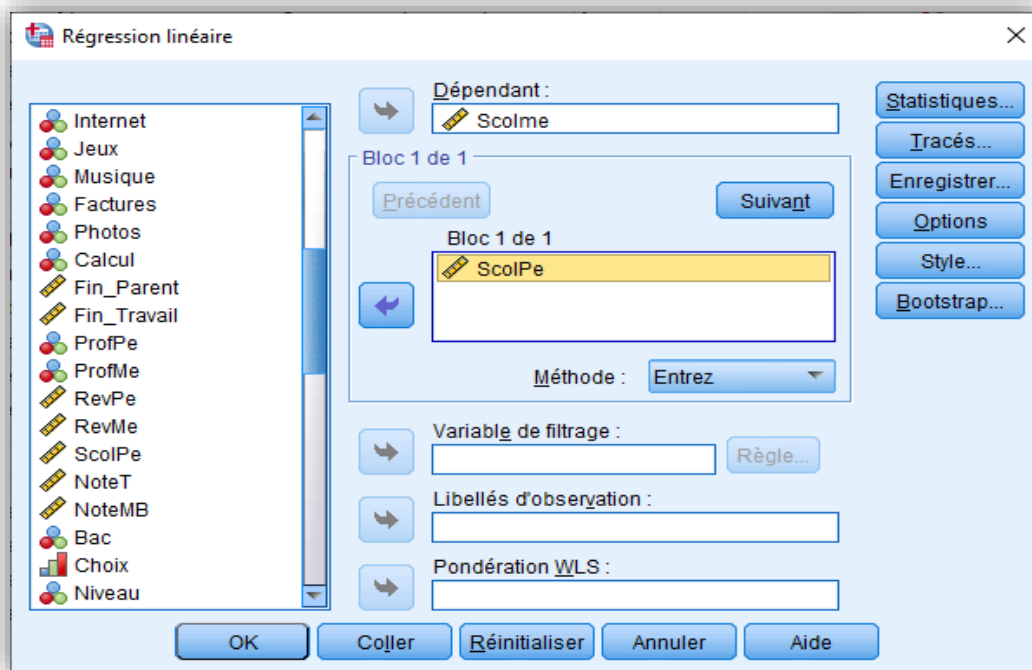 Régression linéaire
Internet
Jeux
Musique
Factures
Photos
Calcul
Fin_Parent
Fin_Travail
ProfPe
ProfMe
RevPe
RevMe
ScolPe
NoteT
NoteMB
Bac
Choix
Niveau
Dépendant :
Scolme
Bloc 1 de 1
Précédent
Suivant
Bloc 1 de 1
ScolPe
Méthode : Entrez
Variable de filtrage :
Règle...
Libellés d'observation :
Pondération WLS :
Statistiques...
Tracés...
Enregistrer...
Options
Style...
Bootstrap...
OK Coller Réinitialiser Annuler Aide